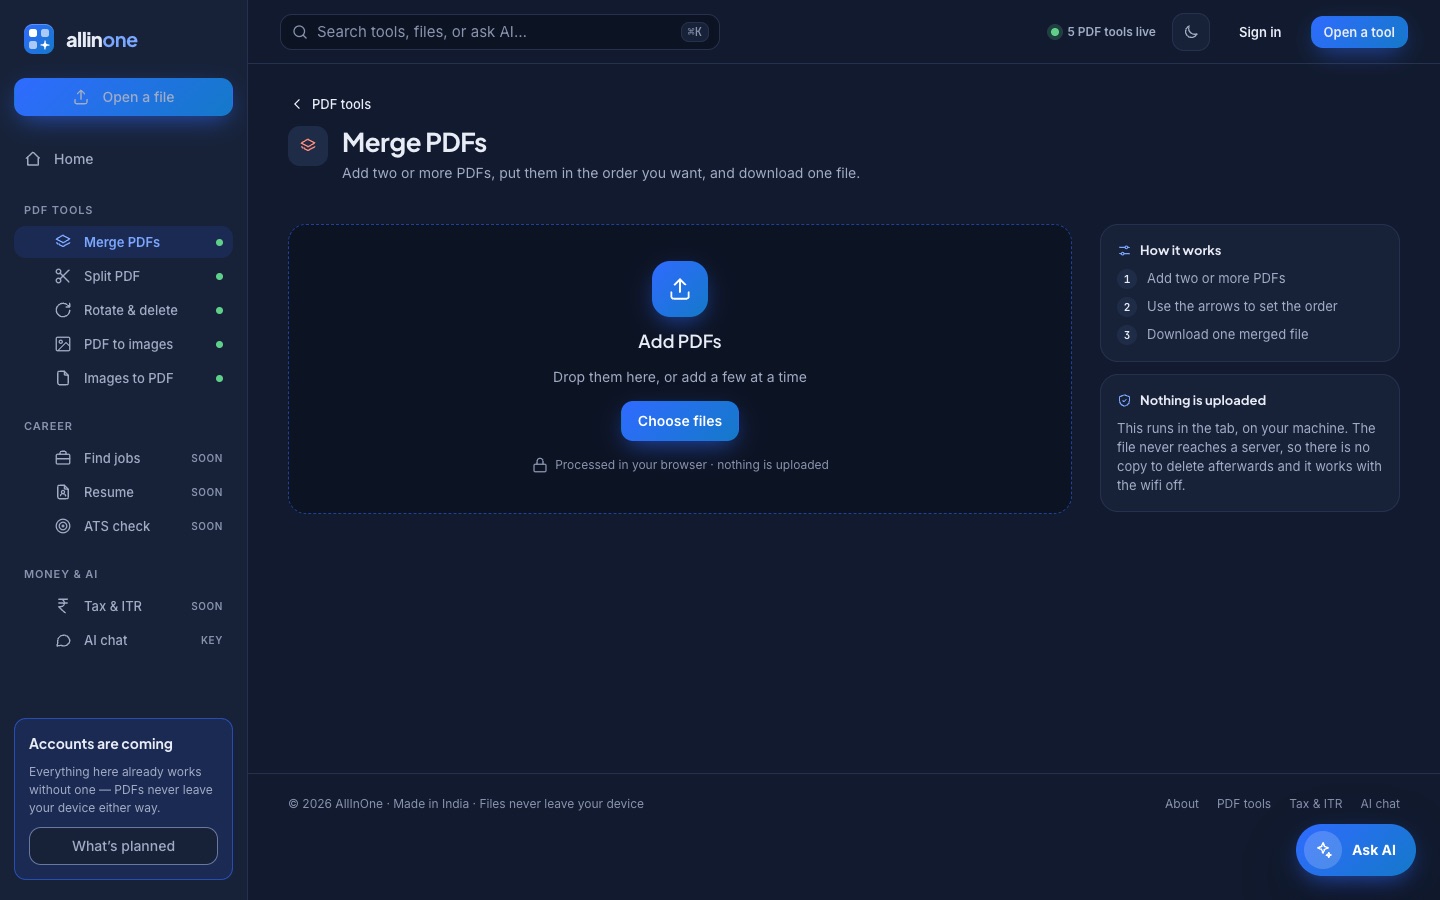 allinone
Search tools, files, or ask AI...
⌘K
5 PDF tools live
Sign in
Open a tool
Open a file
Home
PDF TOOLS
Merge PDFs
Split PDF
Rotate & delete
PDF to images
Images to PDF
CAREER
Find jobs SOON
Resume SOON
ATS check SOON
MONEY & AI
Tax & ITR SOON
AI chat KEY
Accounts are coming
Everything here already works
without one — PDFs never leave
your device either way.
What's planned
PDF tools
Merge PDFs
Add two or more PDFs, put them in the order you want, and download one file.
Add PDFs
Drop them here, or add a few at a time
Choose files
Processed in your browser · nothing is uploaded
How it works
1 Add two or more PDFs
2 Use the arrows to set the order
3 Download one merged file
Nothing is uploaded
This runs in the tab, on your machine. The
file never reaches a server, so there is no
copy to delete afterwards and it works with
the wifi off.
© 2026 AllInOne · Made in India · Files never leave your device
About PDF tools Tax & ITR AI chat
Ask AI